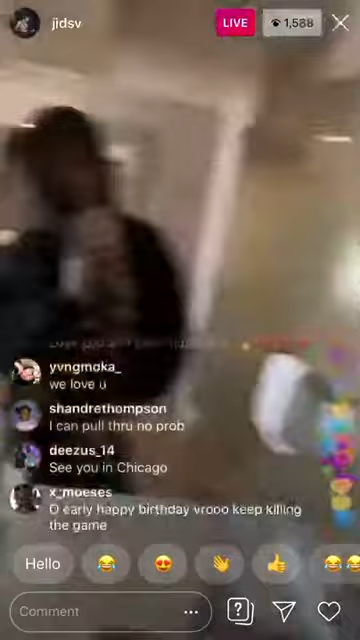 jidsv
LIVE
1,588
yvngmoka_
we love u
shandrethompson
I can pull thru no prob
deezus_14
See you in Chicago
x_moeses
O early happy birthday vrooo keep killing
the game
Hello
Comment